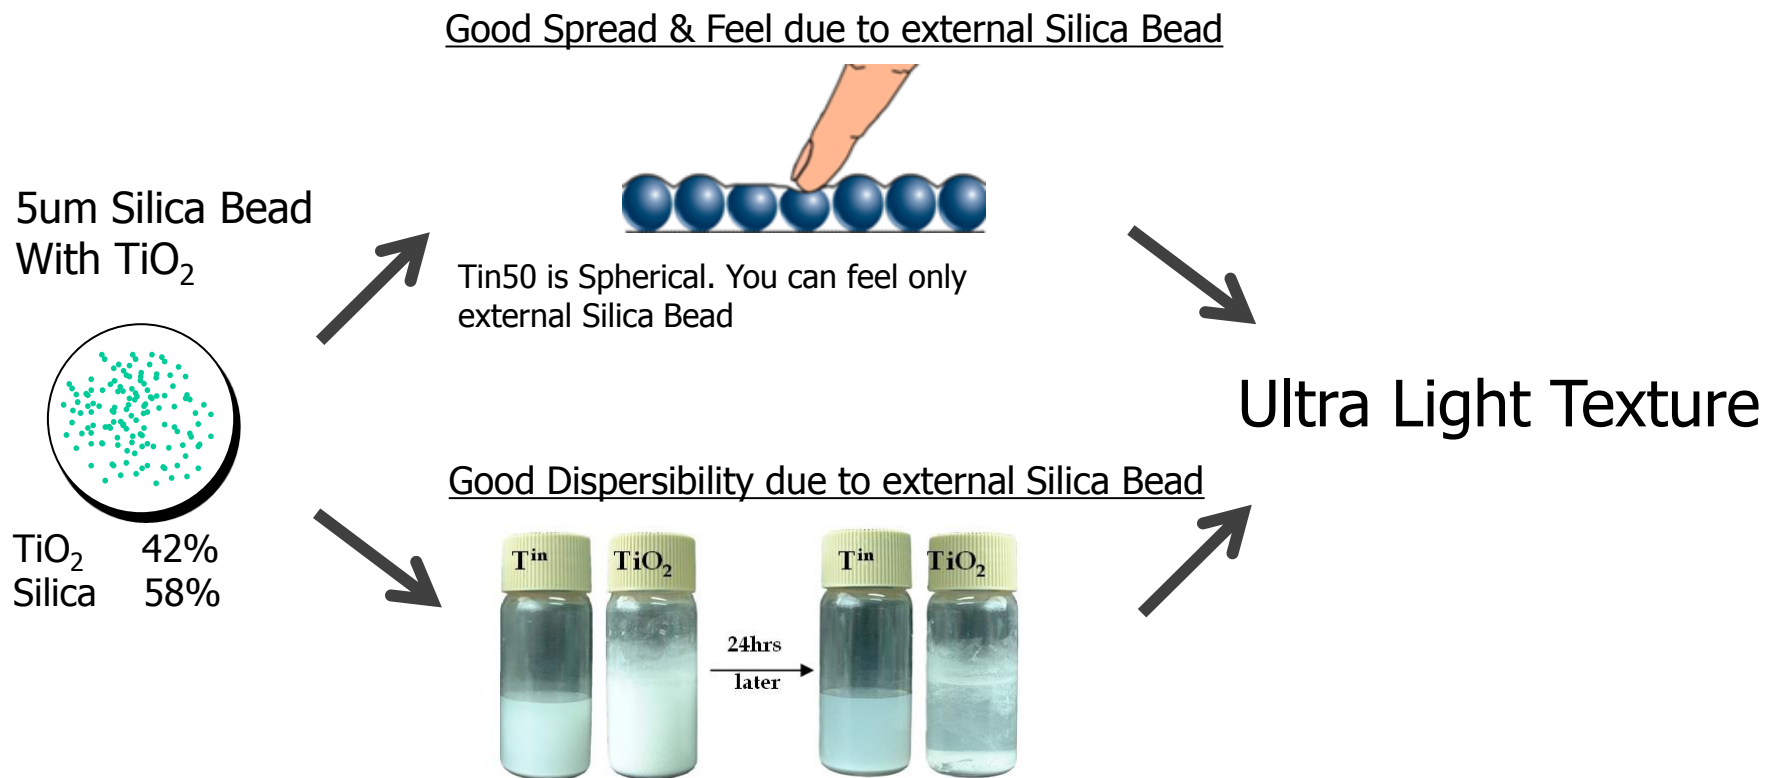 Good Spread & Feel due to external Silica Bead
5um Silica Bead
With TiO₂
Tin50 is Spherical. You can feel only
external Silica Bead
Ultra Light Texture
Good Dispersibility due to external Silica Bead
TiO₂ 42%
Silica 58%
Tⁱⁿ
TiO₂
24hrs
later
Tⁱⁿ
TiO₂